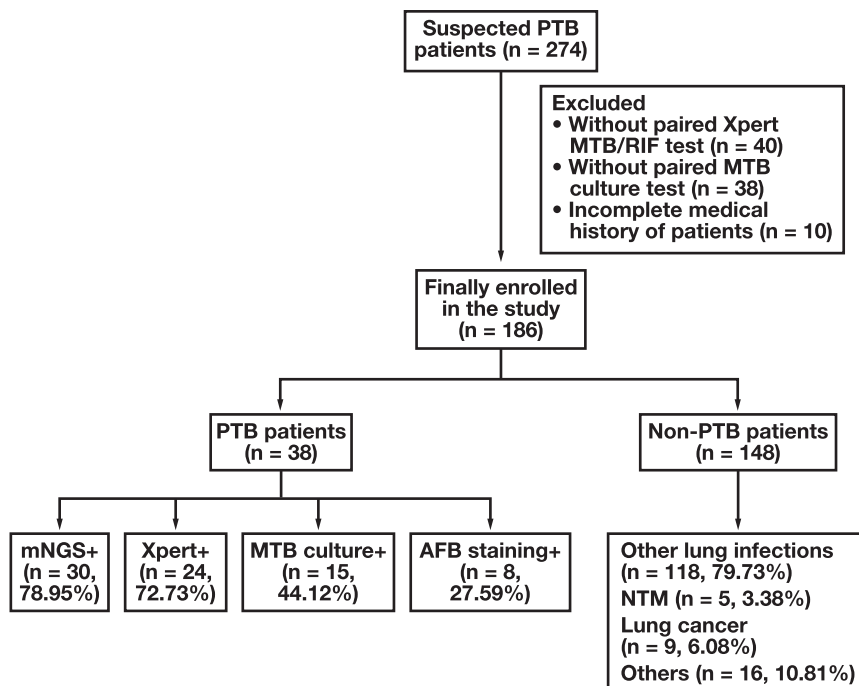 Suspected PTB
patients (n = 274)
Excluded
• Without paired Xpert
MTB/RIF test (n = 40)
• Without paired MTB
culture test (n = 38)
• Incomplete medical
history of patients (n = 10)
Finally enrolled
in the study
(n = 186)
PTB patients
(n = 38)
Non-PTB patients
(n = 148)
mNGS+
(n = 30,
78.95%)
Xpert+
(n = 24,
72.73%)
MTB culture+
(n = 15,
44.12%)
AFB staining+
(n = 8,
27.59%)
Other lung infections
(n = 118, 79.73%)
NTM (n = 5, 3.38%)
Lung cancer
(n = 9, 6.08%)
Others (n = 16, 10.81%)